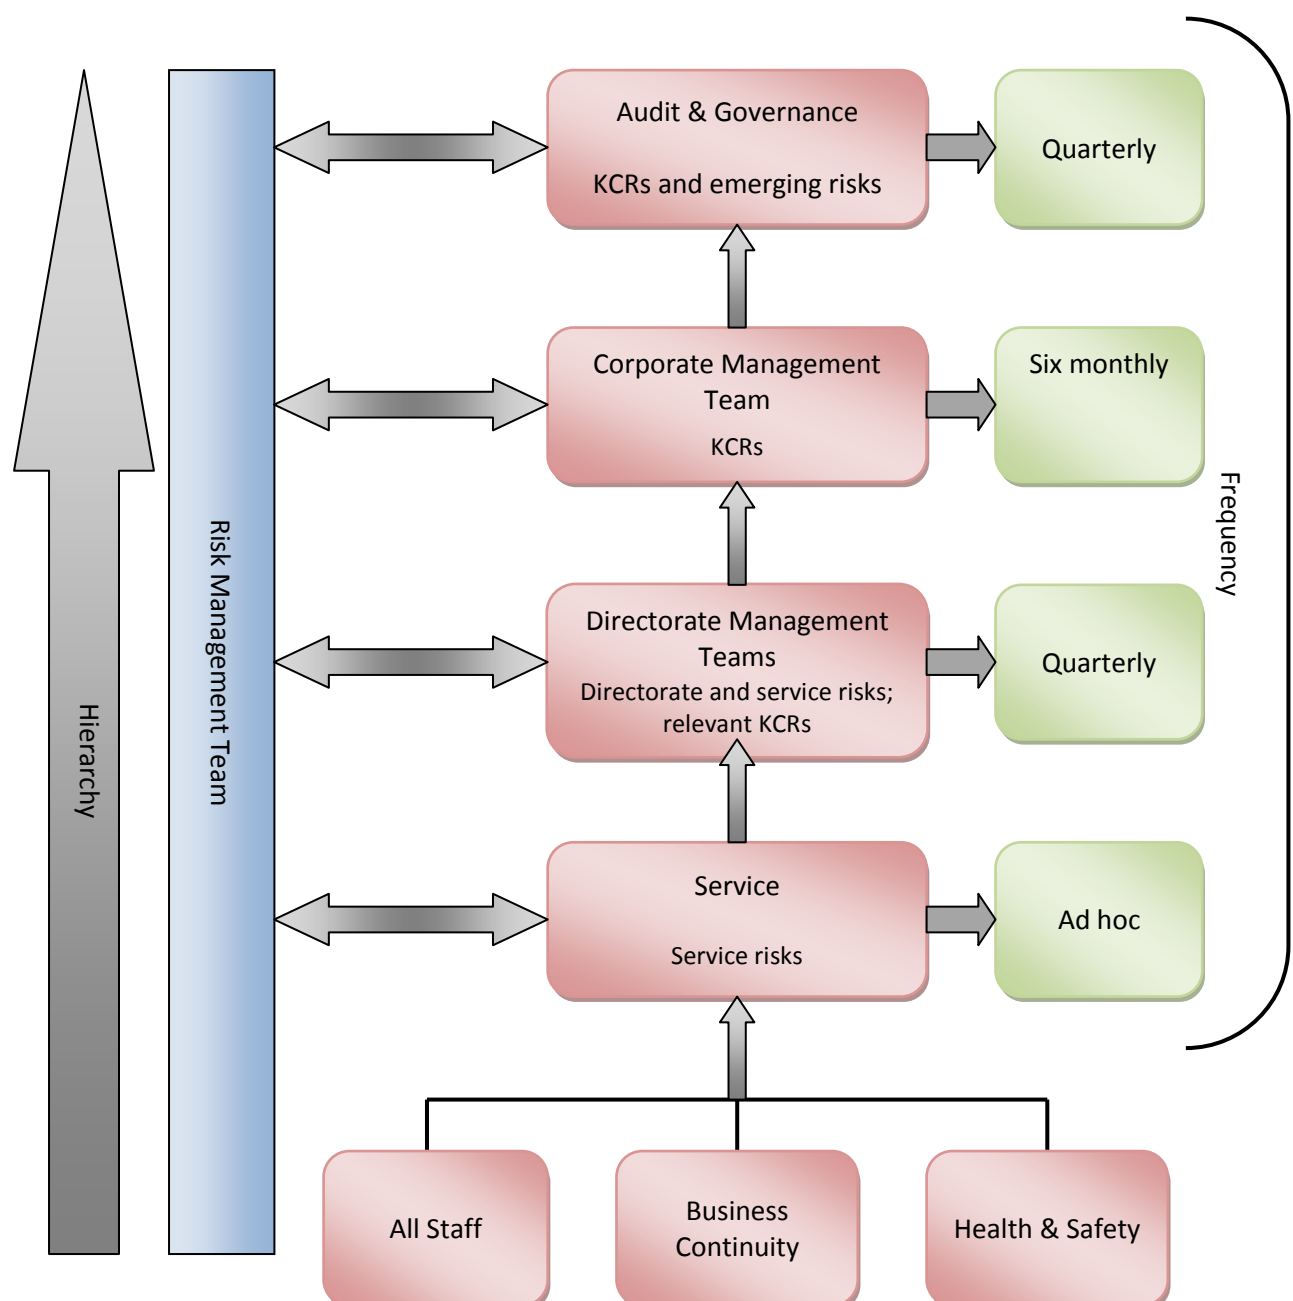 Audit & Governance
KCRs and emerging risks
Quarterly
Corporate Management
Team
KCRs
Six monthly
Frequency
Risk Management Team
Directorate Management
Teams
Directorate and service risks;
relevant KCRs
Quarterly
Hierarchy
Service
Service risks
Ad hoc
All Staff
Business
Continuity
Health & Safety